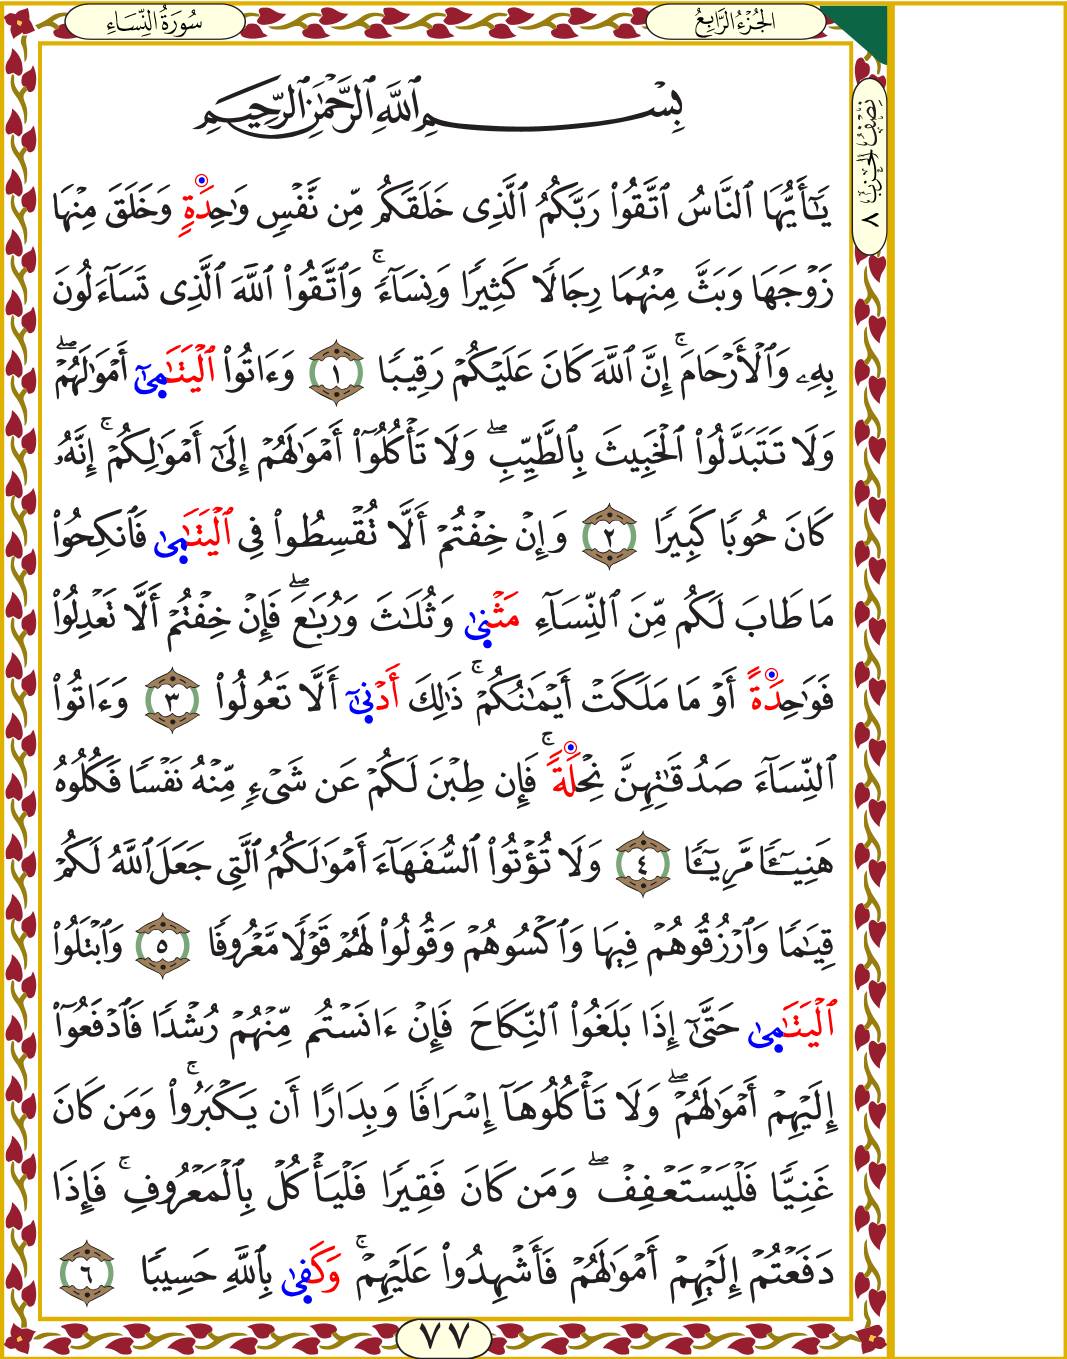 سُورَةُ النِّسَاءِ
الجُزْءُ الرَّابِعُ
نِصْفُ الحِزْبِ ٨
بِسْمِ ٱللَّهِ ٱلرَّحْمَٰنِ ٱلرَّحِيمِ
يَٰٓأَيُّهَا ٱلنَّاسُ ٱتَّقُوا۟ رَبَّكُمُ ٱلَّذِى خَلَقَكُم مِّن نَّفْسٍ وَٰحِدَةٍ وَخَلَقَ مِنْهَا
زَوْجَهَا وَبَثَّ مِنْهُمَا رِجَالًا كَثِيرًا وَنِسَآءً ۚ وَٱتَّقُوا۟ ٱللَّهَ ٱلَّذِى تَسَآءَلُونَ
بِهِۦ وَٱلْأَرْحَامَ ۚ إِنَّ ٱللَّهَ كَانَ عَلَيْكُمْ رَقِيبًا ١ وَءَاتُوا۟ ٱلْيَتَٰمَىٰٓ أَمْوَٰلَهُمْ ۖ
وَلَا تَتَبَدَّلُوا۟ ٱلْخَبِيثَ بِٱلطَّيِّبِ ۖ وَلَا تَأْكُلُوٓا۟ أَمْوَٰلَهُمْ إِلَىٰٓ أَمْوَٰلِكُمْ ۚ إِنَّهُۥ
كَانَ حُوبًا كَبِيرًا ٢ وَإِنْ خِفْتُمْ أَلَّا تُقْسِطُوا۟ فِى ٱلْيَتَٰمَىٰ فَٱنكِحُوا۟
مَا طَابَ لَكُم مِّنَ ٱلنِّسَآءِ مَثْنَىٰ وَثُلَٰثَ وَرُبَٰعَ ۖ فَإِنْ خِفْتُمْ أَلَّا تَعْدِلُوا۟
فَوَٰحِدَةً أَوْ مَا مَلَكَتْ أَيْمَٰنُكُمْ ۚ ذَٰلِكَ أَدْنَىٰٓ أَلَّا تَعُولُوا۟ ٣ وَءَاتُوا۟
ٱلنِّسَآءَ صَدُقَٰتِهِنَّ نِحْلَةً ۚ فَإِن طِبْنَ لَكُمْ عَن شَىْءٍ مِّنْهُ نَفْسًا فَكُلُوهُ
هَنِيٓـًٔا مَّرِيٓـًٔا ٤ وَلَا تُؤْتُوا۟ ٱلسُّفَهَآءَ أَمْوَٰلَكُمُ ٱلَّتِى جَعَلَ ٱللَّهُ لَكُمْ
قِيَٰمًا وَٱرْزُقُوهُمْ فِيهَا وَٱكْسُوهُمْ وَقُولُوا۟ لَهُمْ قَوْلًا مَّعْرُوفًا ٥ وَٱبْتَلُوا۟
ٱلْيَتَٰمَىٰ حَتَّىٰٓ إِذَا بَلَغُوا۟ ٱلنِّكَاحَ فَإِنْ ءَانَسْتُم مِّنْهُمْ رُشْدًا فَٱدْفَعُوٓا۟
إِلَيْهِمْ أَمْوَٰلَهُمْ ۖ وَلَا تَأْكُلُوهَآ إِسْرَافًا وَبِدَارًا أَن يَكْبَرُوا۟ ۚ وَمَن كَانَ
غَنِيًّا فَلْيَسْتَعْفِفْ ۖ وَمَن كَانَ فَقِيرًا فَلْيَأْكُلْ بِٱلْمَعْرُوفِ ۚ فَإِذَا
دَفَعْتُمْ إِلَيْهِمْ أَمْوَٰلَهُمْ فَأَشْهِدُوا۟ عَلَيْهِمْ ۚ وَكَفَىٰ بِٱللَّهِ حَسِيبًا ٦
٧٧